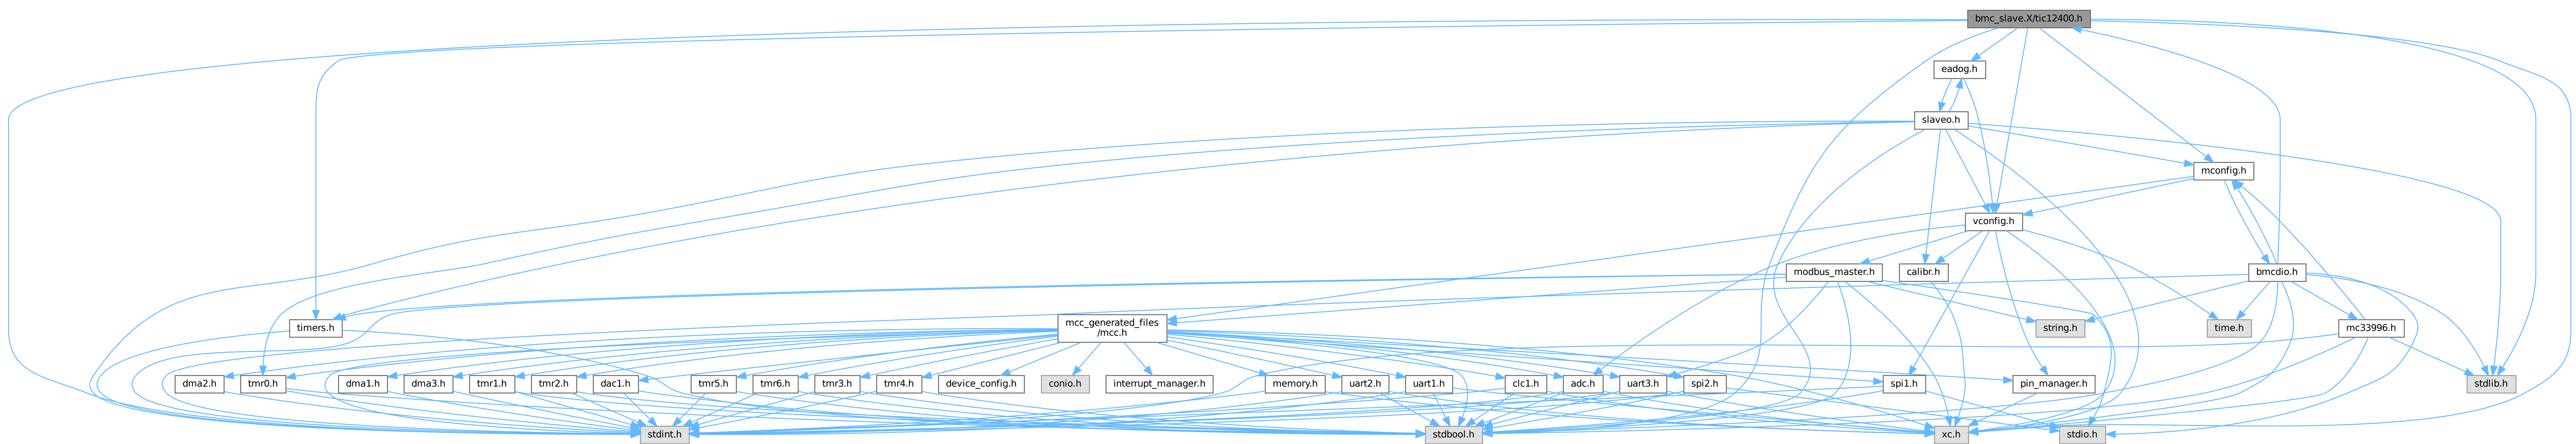 bmc_slave.X/tic12400.h
eadog.h
slaveo.h
mconfig.h
vconfig.h
modbus_master.h
calibr.h
bmcdio.h
timers.h
mcc_generated_files
/mcc.h
string.h
time.h
mc33996.h
dma2.h
tmr0.h
dma1.h
dma3.h
tmr1.h
tmr2.h
dac1.h
tmr5.h
tmr6.h
tmr3.h
tmr4.h
device_config.h
conio.h
interrupt_manager.h
memory.h
uart2.h
uart1.h
clc1.h
adc.h
uart3.h
spi2.h
spi1.h
pin_manager.h
stdlib.h
stdint.h
stdbool.h
xc.h
stdio.h